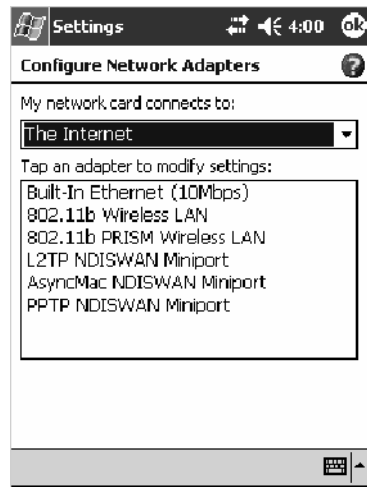 Settings 4:00 ok
Configure Network Adapters ?
My network card connects to:
The Internet
Tap an adapter to modify settings:
Built-In Ethernet (10Mbps)
802.11b Wireless LAN
802.11b PRISM Wireless LAN
L2TP NDISWAN Miniport
AsyncMac NDISWAN Miniport
PPTP NDISWAN Miniport